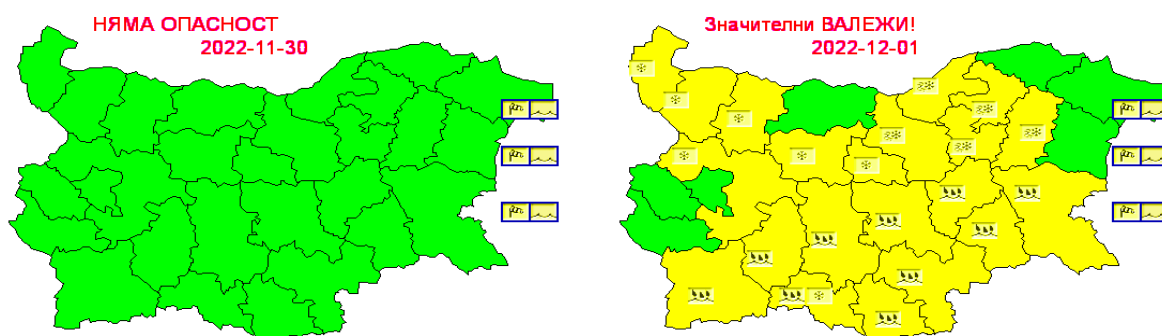 НЯМА ОПАСНОСТ
2022-11-30
Значителни ВАЛЕЖИ!
2022-12-01